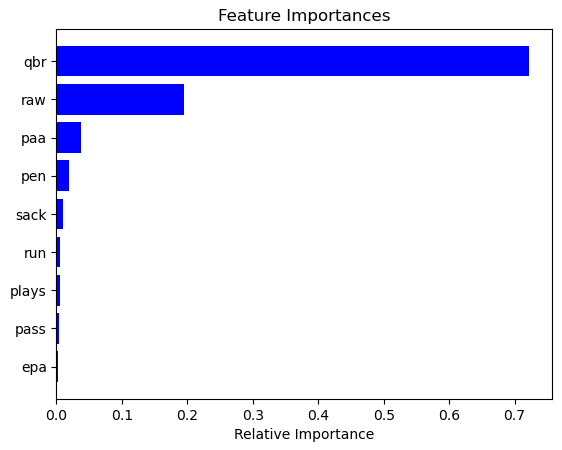 Feature Importances
qbr
raw
paa
pen
sack
run
plays
pass
epa
0.0 0.1 0.2 0.3 0.4 0.5 0.6 0.7
Relative Importance